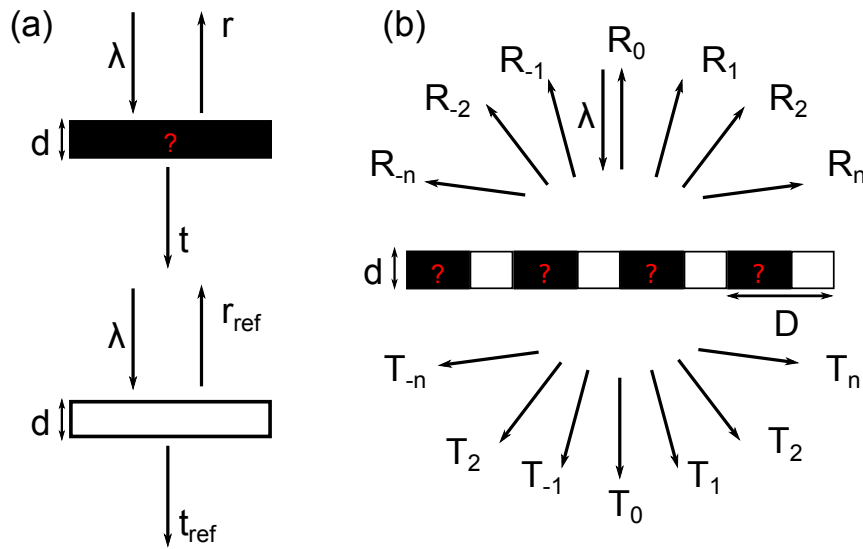 (a)
λ
r
d
?
t
λ
r_ref
d
t_ref
(b)
R_-n
R_-2
R_-1
λ
R_0
R_1
R_2
R_n
d
? ? ? ?
D
T_-n
T_2
T_-1
T_0
T_1
T_2
T_n